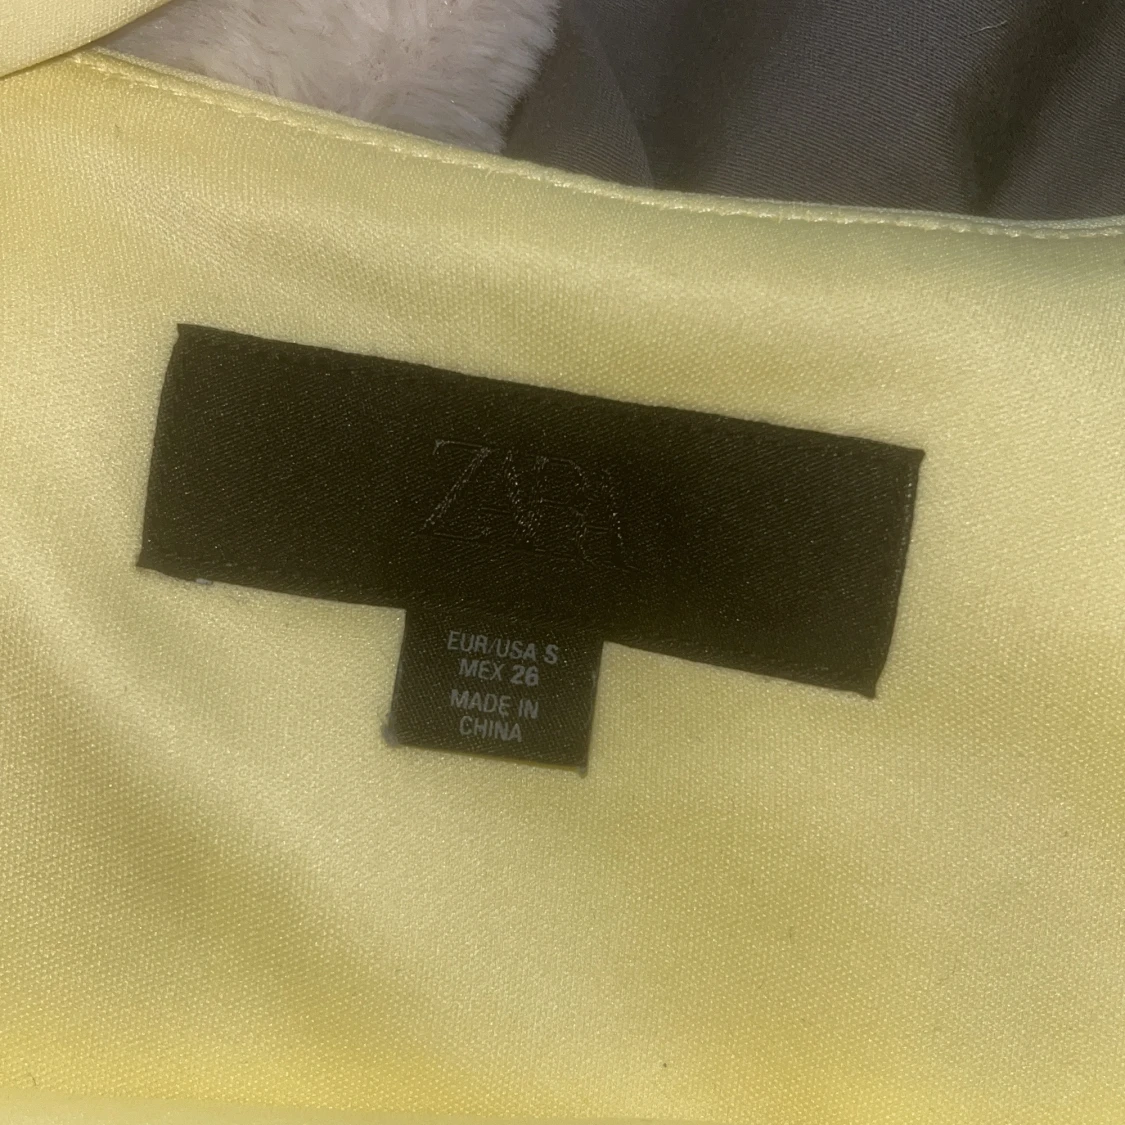 ZARA
EUR/USA S
MEX 26
MADE IN
CHINA